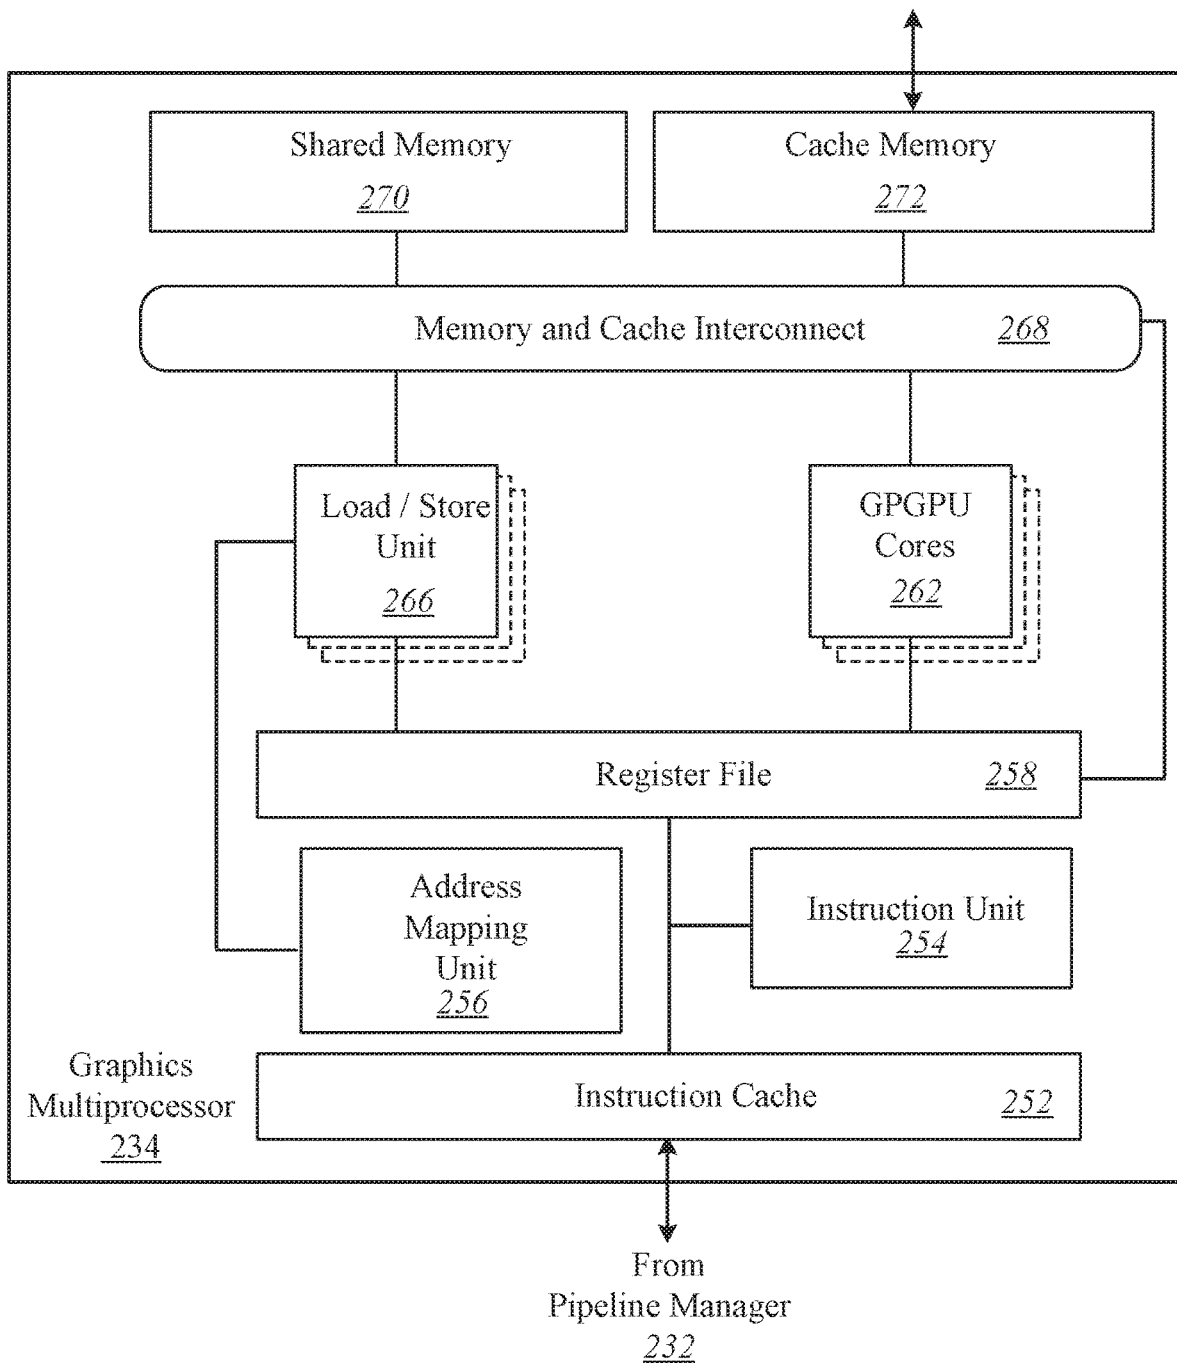 Shared Memory
270
Cache Memory
272
Memory and Cache Interconnect 268
Load / Store
Unit
266
GPGPU
Cores
262
Register File 258
Address
Mapping
Unit
256
Instruction Unit
254
Graphics
Multiprocessor
234
Instruction Cache 252
From
Pipeline Manager
232